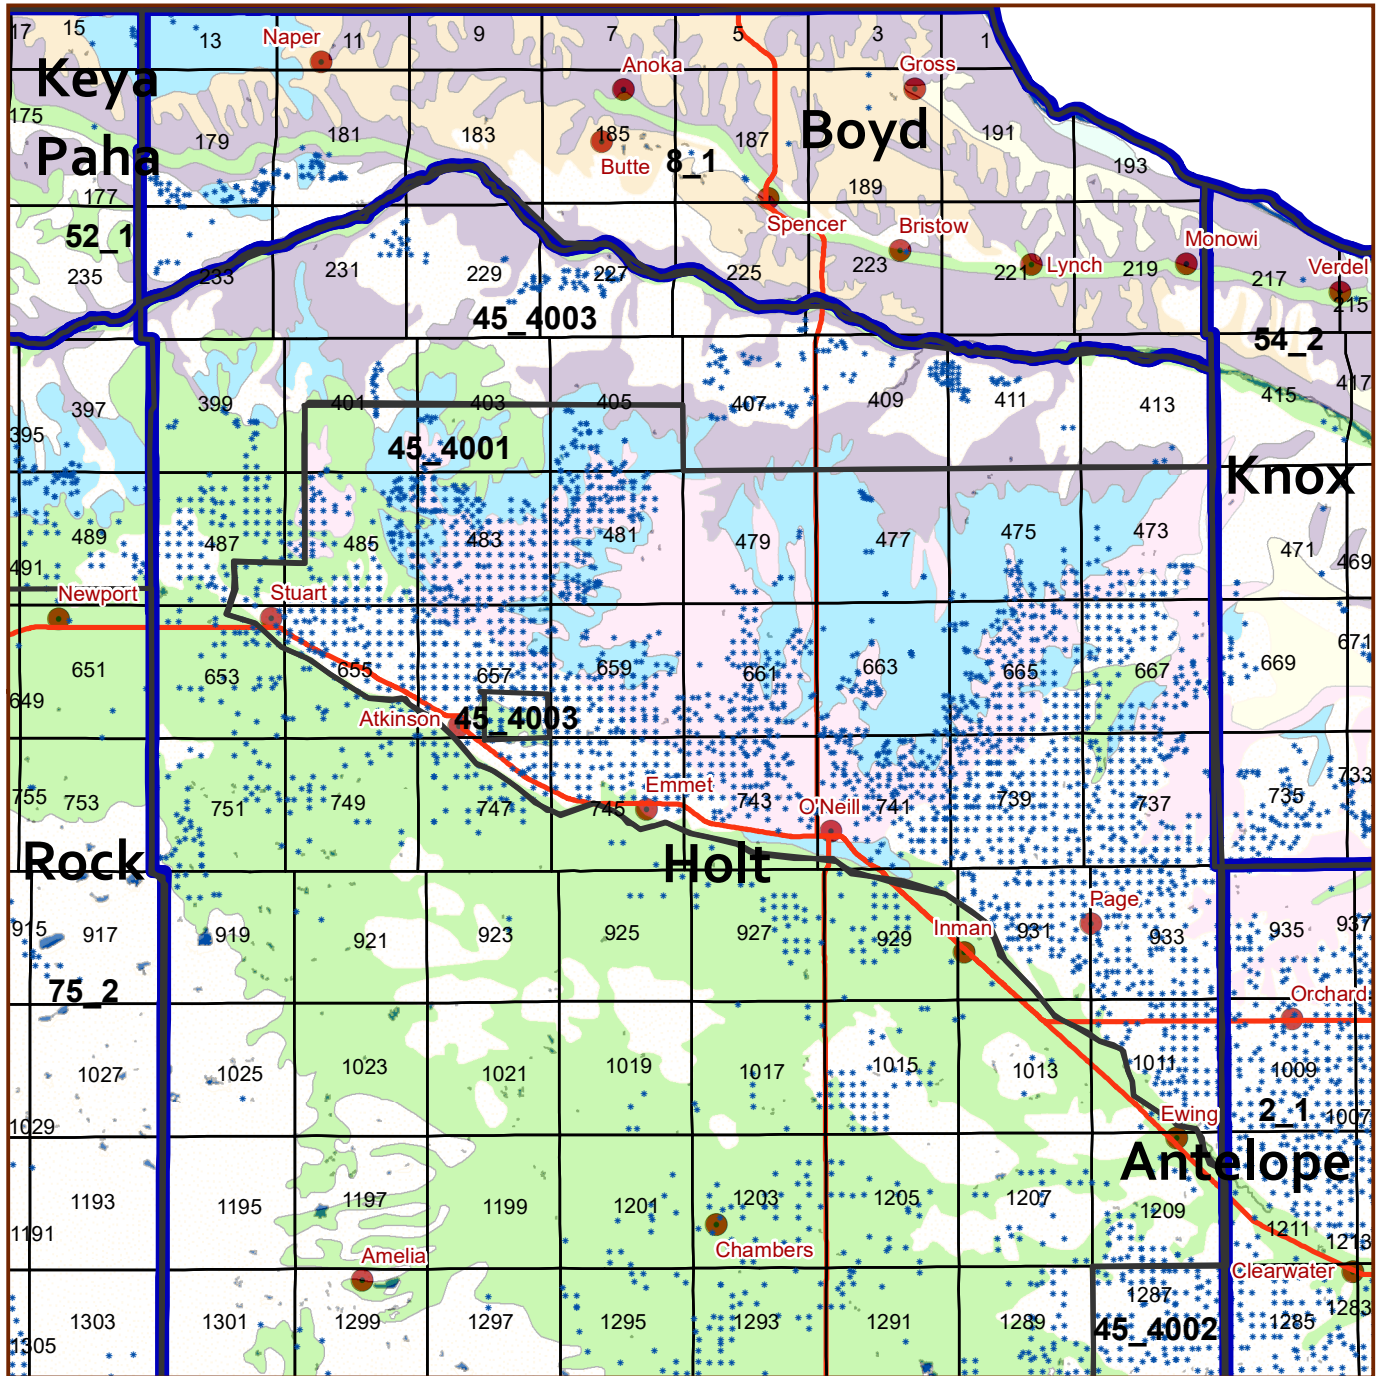 17 15 13 Naper 11 9 7 5 3 1
Keya Anoka Gross
175 179 181 183 185 187 Boyd 191
Paha Butte 8_1 193
177 189
52_1 Spencer Bristow Monowi
235 233 231 229 227 225 223 221 Lynch 219 217 Verdel
215
45_4003 54_2
397 399 401 403 405 407 409 411 413 415 417
395 45_4001 Knox
489 487 485 483 481 479 477 475 473 471 469
491
Newport Stuart
651 653 655 657 659 661 663 665 667 669 671
649
Atkinson 45_4003
755 753 751 749 747 745 Emmet 743 O'Neill 741 739 737 735 733
Rock Holt
915 917 919 921 923 925 927 929 Inman 931 Page 933 935 937
75_2 Orchard
1027 1025 1023 1021 1019 1017 1015 1013 1011 1009
1029 Ewing 2_1 1007
Antelope
1193 1195 1197 1199 1201 1203 1205 1207 1209 1211
1191 1213
Amelia Chambers Clearwater
1303 1301 1299 1297 1295 1293 1291 1289 1287 1285 1283
1305 45_4002